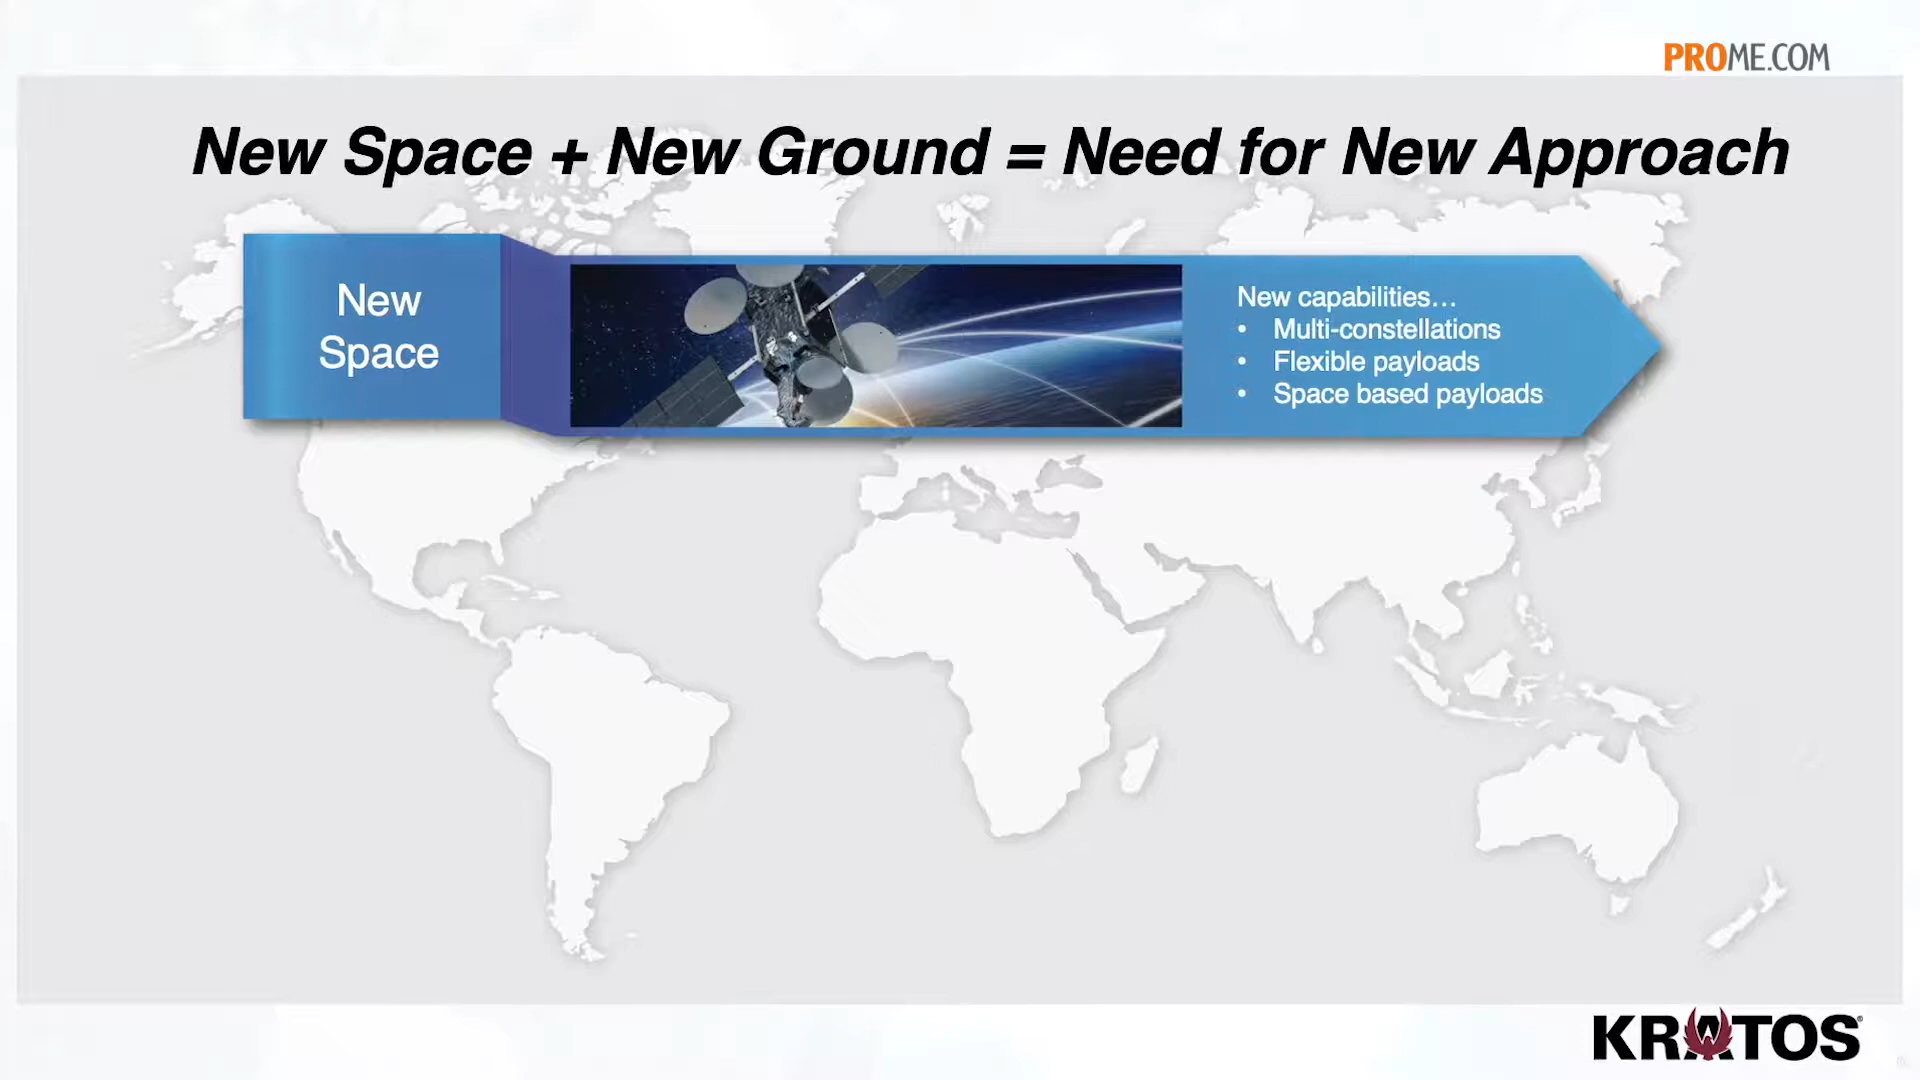 PROME.COM
New Space + New Ground = Need for New Approach
New
Space
New capabilities…
• Multi-constellations
• Flexible payloads
• Space based payloads
KRATOS